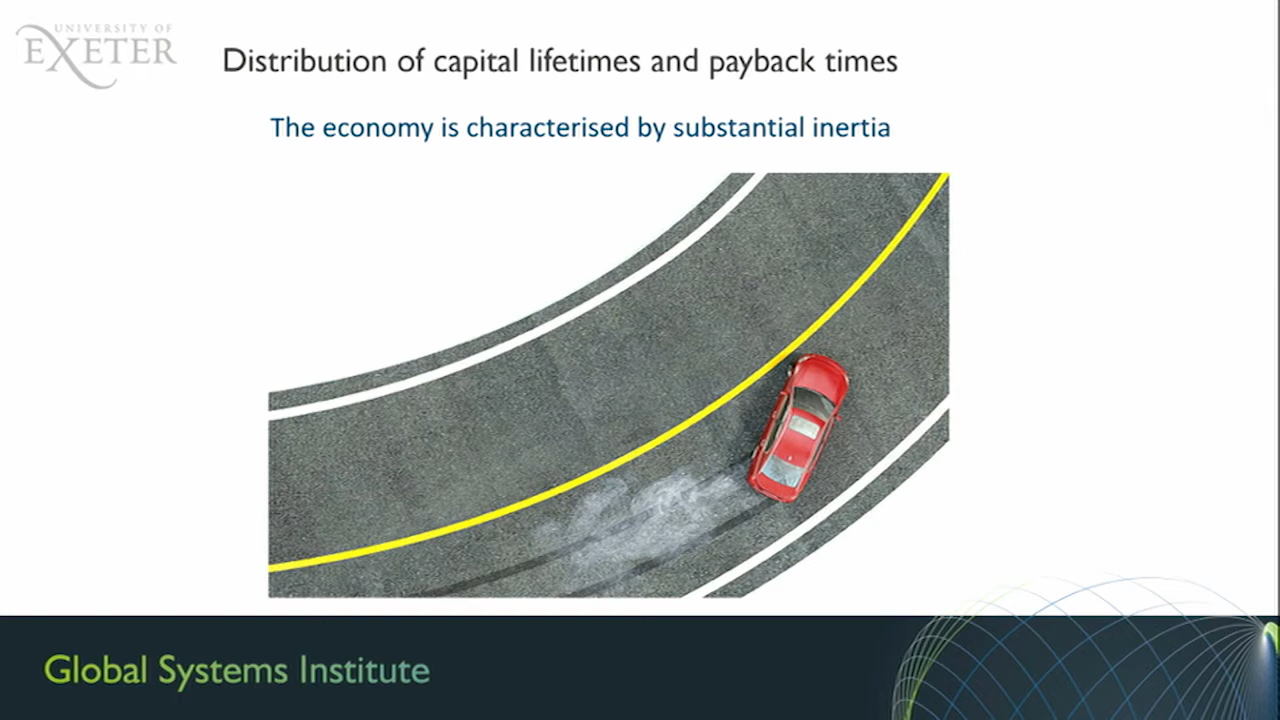 UNIVERSITY OF
EXETER
Distribution of capital lifetimes and payback times
The economy is characterised by substantial inertia
Global Systems Institute